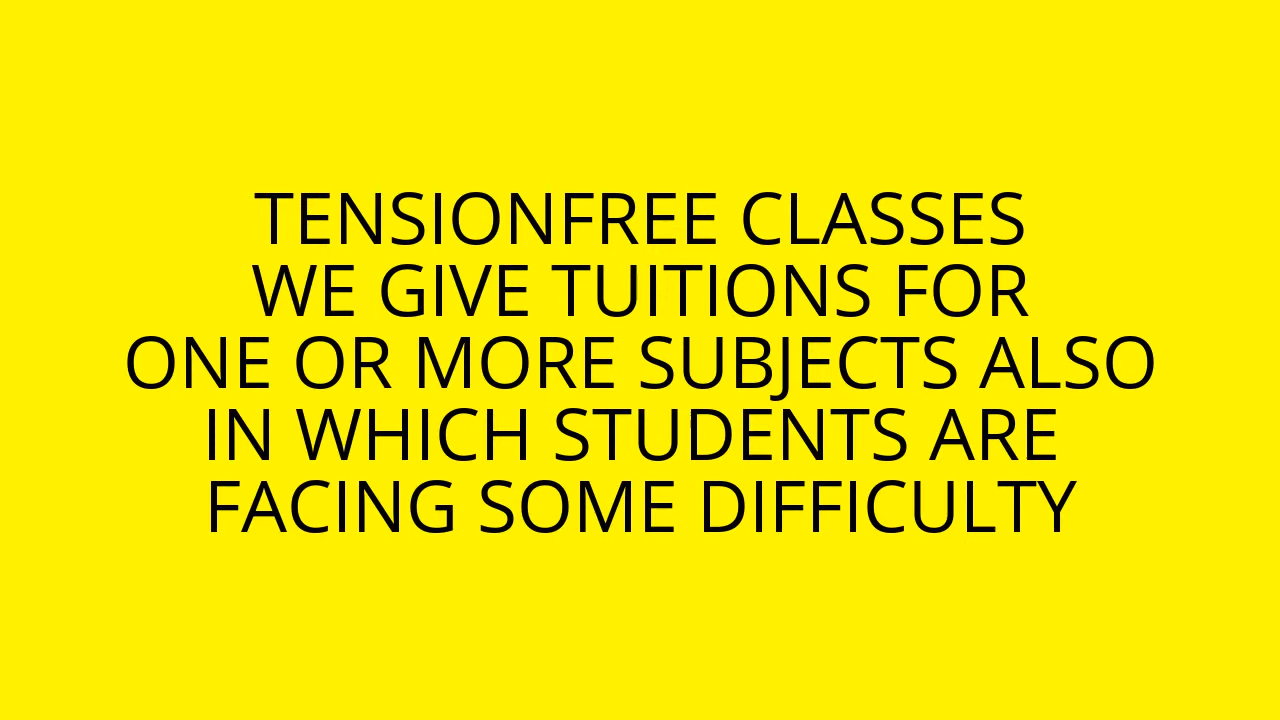 TENSIONFREE CLASSES
WE GIVE TUITIONS FOR
ONE OR MORE SUBJECTS ALSO
IN WHICH STUDENTS ARE
FACING SOME DIFFICULTY